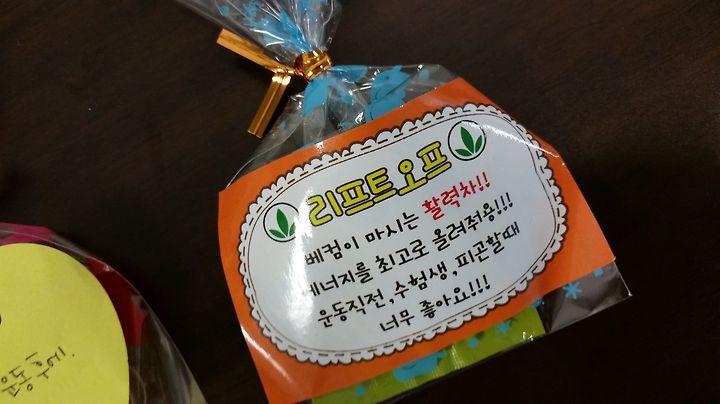 리프트오프
베컴이 마시는 활력차!!
에너지를 최고로 올려줘용!!!
운동직전,수험생,피곤할때
너무 좋아요!!!
운동후